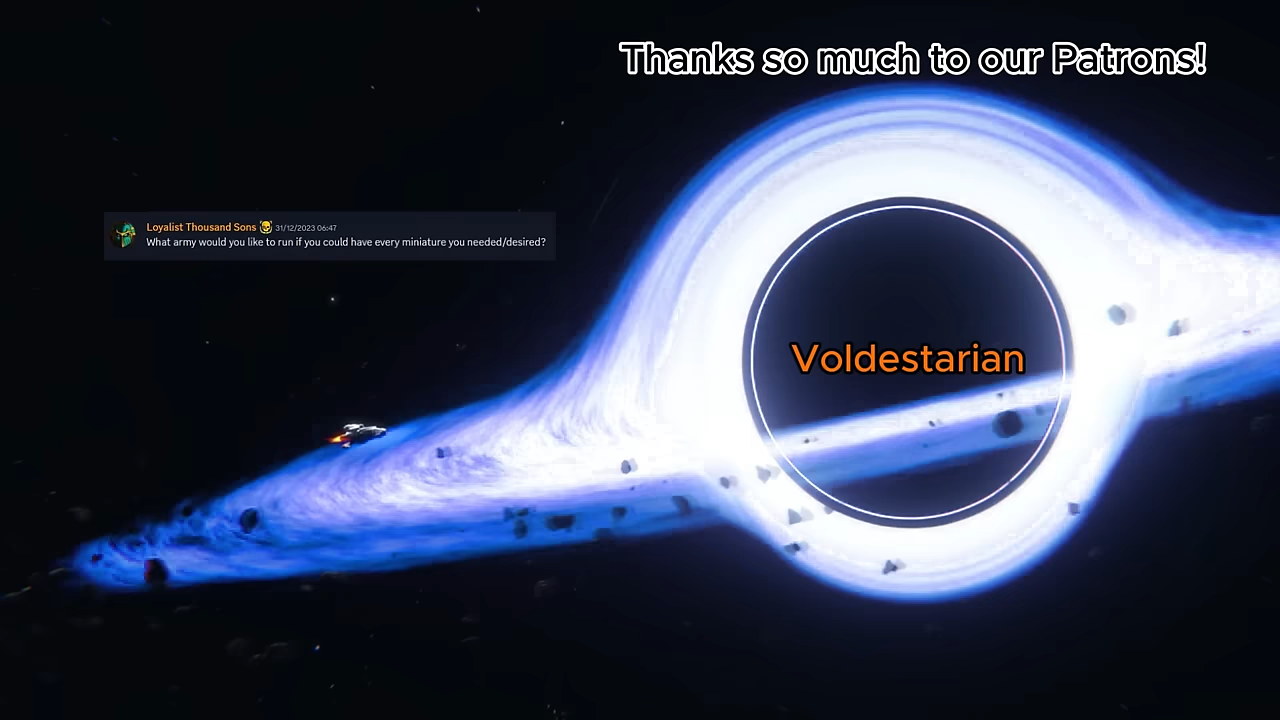 Thanks so much to our Patrons!
Loyalist Thousand Sons 31/12/2023 06:47
What army would you like to run if you could have every miniature you needed/desired?
Voldestarian